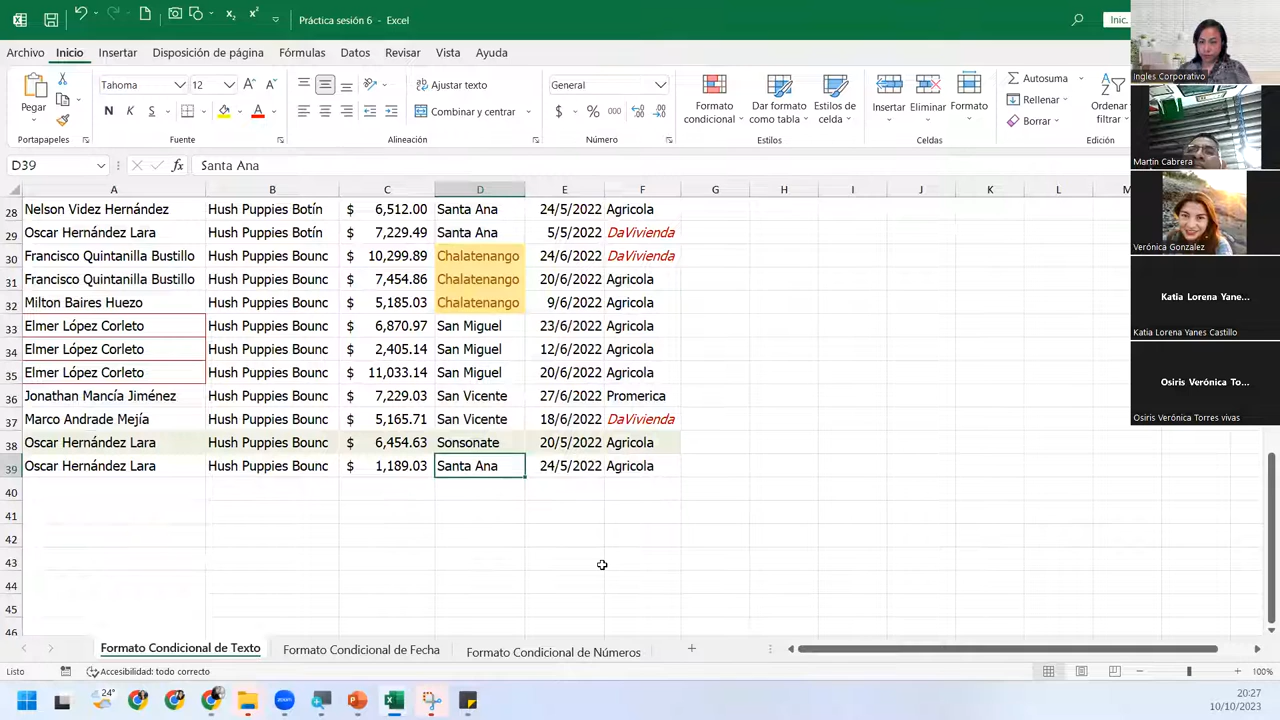 Práctica sesión 6 - Excel
Inic.
Archivo Inicio Insertar Disposición de página Fórmulas Datos Revisar Vista Ayuda
Tahoma 12 General Autosuma
Pegar Formato Dar formato Estilos de Insertar Eliminar Formato Rellenar Ordenar
N K S Combinar y centrar $ % 000 condicional como tabla celda Borrar filtrar
Portapapeles Fuente Alineación Número Estilos Celdas Edición
D39 fx Santa Ana
A B C D E F G H I J K L M
28 Nelson Videz Hernández Hush Puppies Botín $ 6,512.00 Santa Ana 24/5/2022 Agricola
29 Oscar Hernández Lara Hush Puppies Botín $ 7,229.49 Santa Ana 5/5/2022 DaVivienda
30 Francisco Quintanilla Bustillo Hush Puppies Bounc $ 10,299.89 Chalatenango 21/6/2022 DaVivienda
31 Francisco Quintanilla Bustillo Hush Puppies Bounc $ 7,454.86 Chalatenango 20/6/2022 Agricola
32 Milton Baires Huezo Hush Puppies Bounc $ 5,185.03 Chalatenango 9/6/2022 Agricola
33 Elmer López Corleto Hush Puppies Bounc $ 6,870.97 San Miguel 23/6/2022 Agricola
34 Elmer López Corleto Hush Puppies Bounc $ 2,405.14 San Miguel 12/6/2022 Agricola
35 Elmer López Corleto Hush Puppies Bounc $ 11,033.14 San Miguel 20/6/2022 Agricola
36 Jonathan Mancía Jiménez Hush Puppies Bounc $ 7,229.03 San Vicente 27/6/2022 Promerica
37 Marco Andrade Mejía Hush Puppies Bounc $ 5,165.71 San Vicente 18/6/2022 DaVivienda
38 Oscar Hernández Lara Hush Puppies Bounc $ 6,454.63 Sonsonate 20/5/2022 Agricola
39 Oscar Hernández Lara Hush Puppies Bounc $ 1,189.03 Santa Ana 24/5/2022 Agricola
40
41
42
43
44
45
46
Ingles Corporativo
Martin Cabrera
Verónica Gonzalez
Katia Lorena Yane...
Katia Lorena Yanes Castillo
Osiris Verónica To...
Osiris Verónica Torres vivas
Formato Condicional de Texto Formato Condicional de Fecha Formato Condicional de Números
Listo Accesibilidad: todo correcto 100%
24° zoom 20:27
10/10/2023